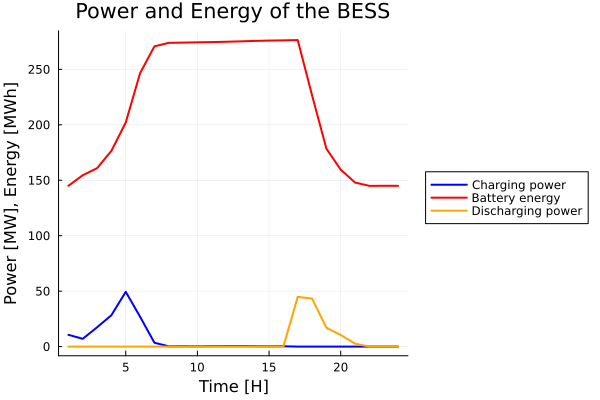 Power and Energy of the BESS
Power [MW], Energy [MWh]
250
200
150
100
50
0
5
10
15
20
Time [H]
Charging power
Battery energy
Discharging power